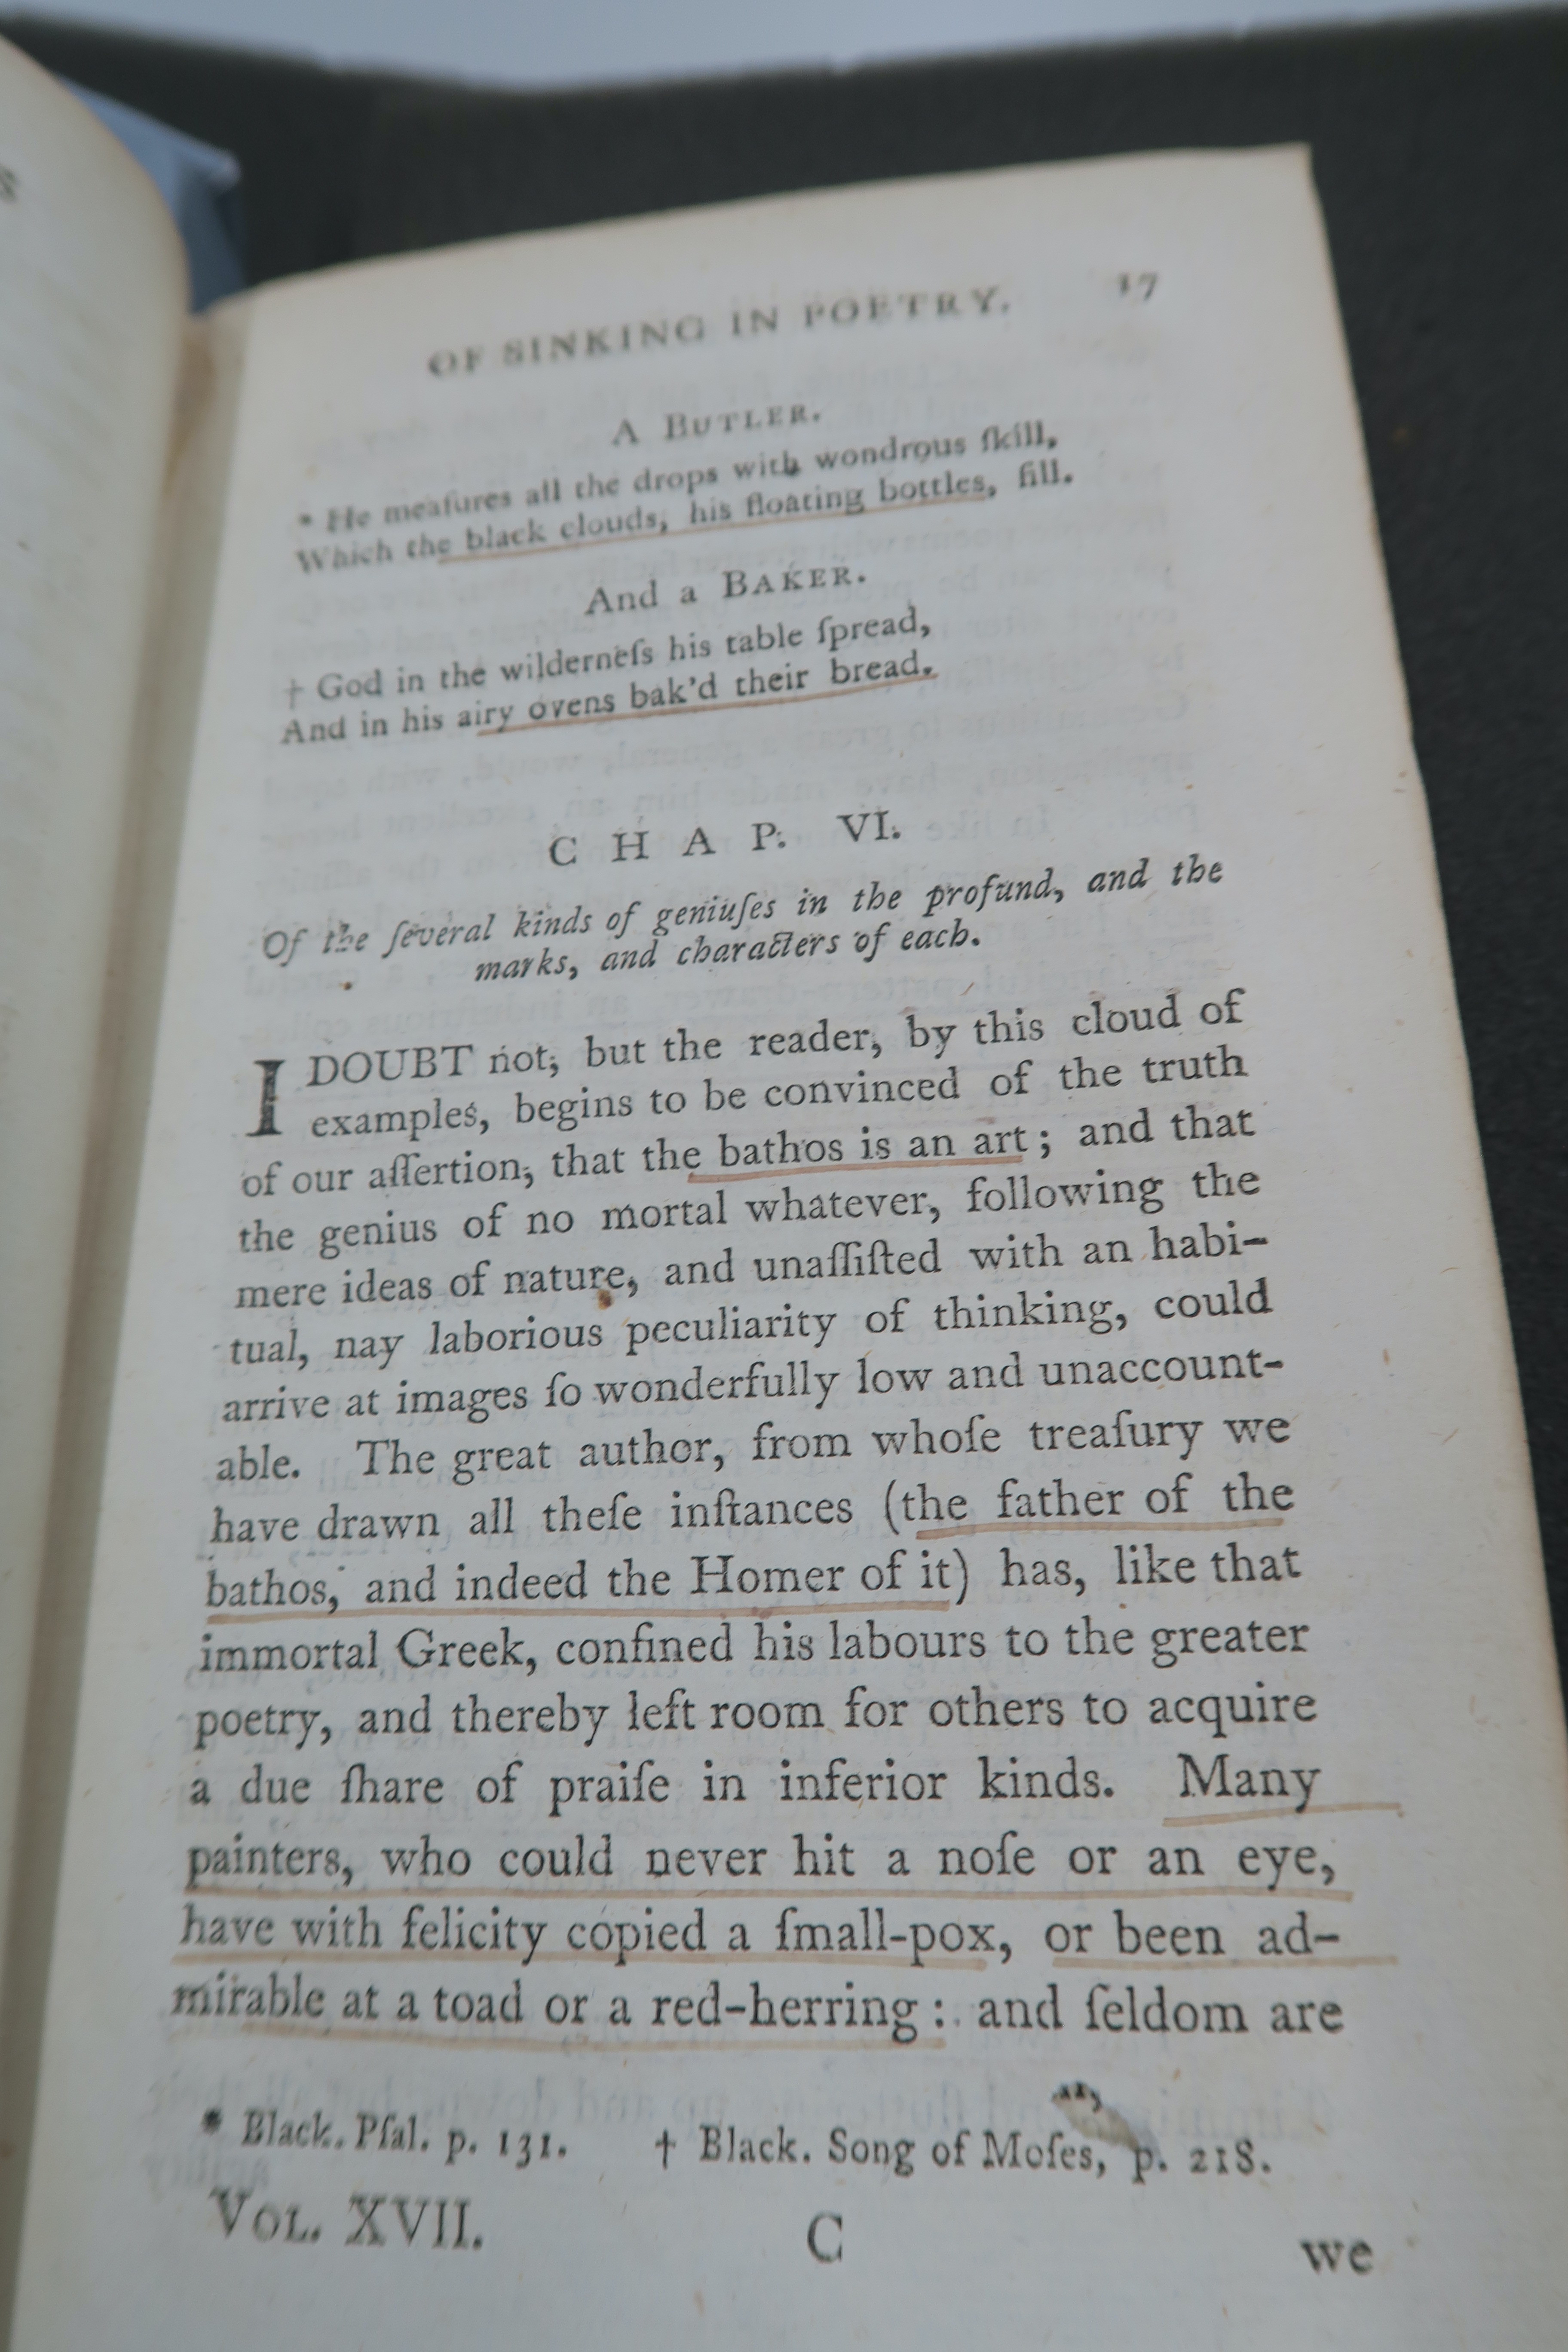 OF SINKING IN POETRY. 17
A BUTLER.
* He meaſures all the drops with wondrous ſkill,
Which the black clouds, his floating bottles, fill.
And a BAKER.
† God in the wilderneſs his table ſpread,
And in his airy ovens bak'd their bread.
CHAP. VI.
Of the ſeveral kinds of geniuſes in the profund, and the
marks, and characters of each.
I DOUBT not, but the reader, by this cloud of
examples, begins to be convinced of the truth
of our aſſertion, that the bathos is an art; and that
the genius of no mortal whatever, following the
mere ideas of nature, and unaſſiſted with an habi-
tual, nay laborious peculiarity of thinking, could
arrive at images ſo wonderfully low and unaccount-
able. The great author, from whoſe treaſury we
have drawn all theſe inſtances (the father of the
bathos, and indeed the Homer of it) has, like that
immortal Greek, confined his labours to the greater
poetry, and thereby left room for others to acquire
a due ſhare of praiſe in inferior kinds. Many
painters, who could never hit a noſe or an eye,
have with felicity copied a ſmall-pox, or been ad-
mirable at a toad or a red-herring: and ſeldom are
* Black. Pſal. p. 131. † Black. Song of Moſes, p. 218.
VOL. XVII. C we